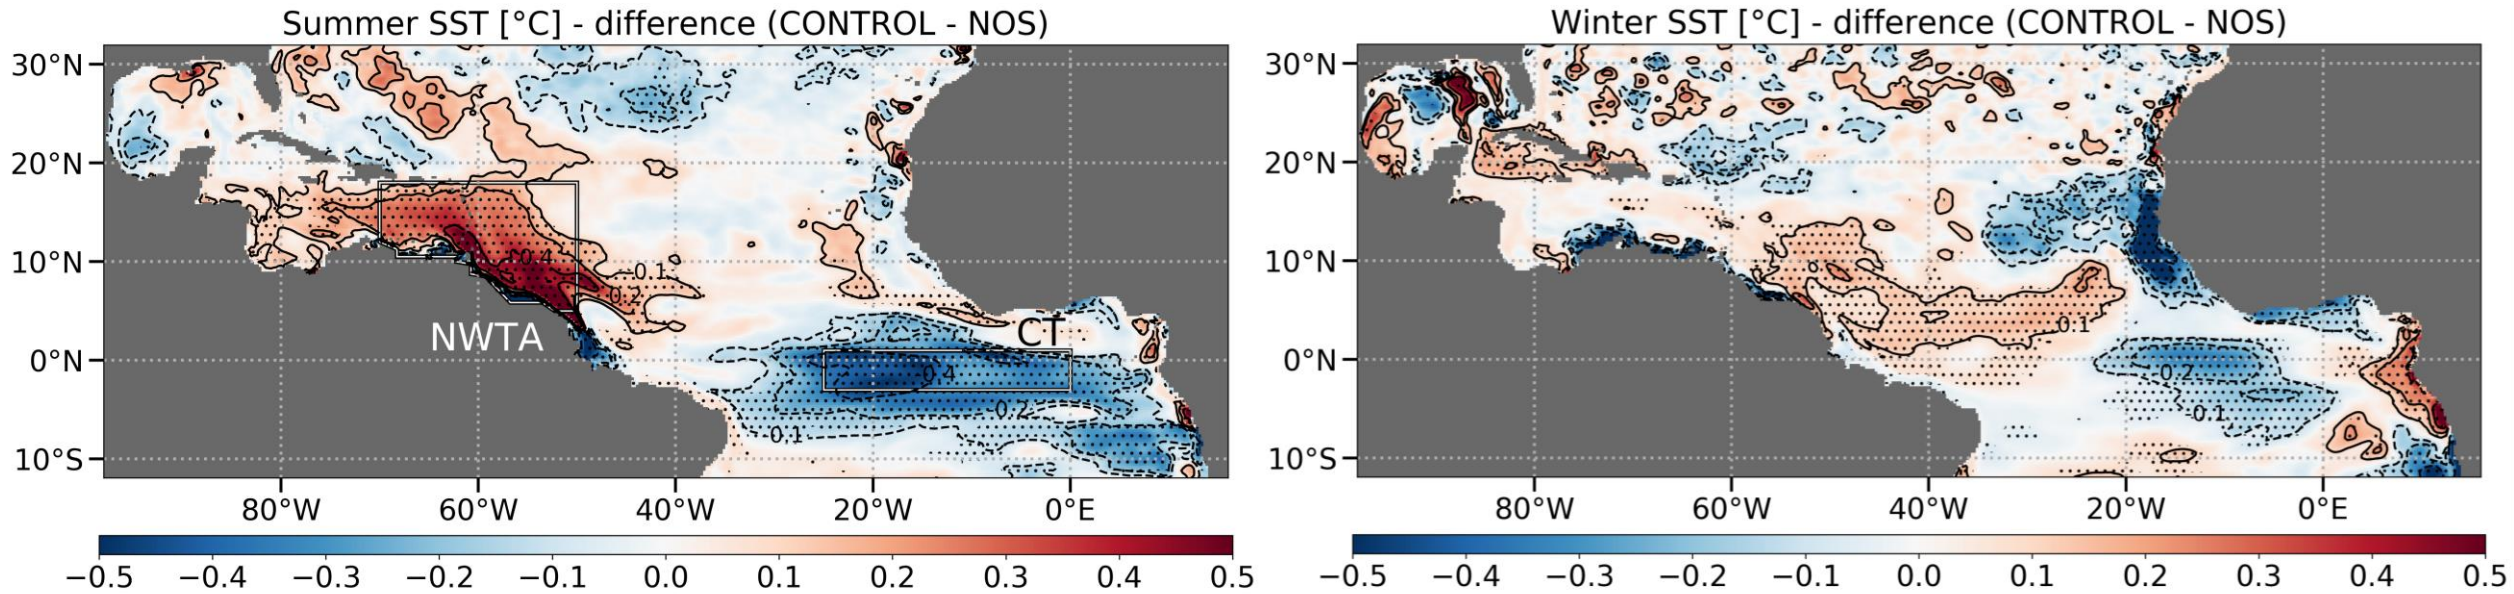 Summer SST [°C] - difference (CONTROL - NOS)
30°N
20°N
10°N
0°N
10°S
0.4
0.1
0.2
NWTA
CT
0.4
0.2
0.1
80°W 60°W 40°W 20°W 0°E
−0.5 −0.4 −0.3 −0.2 −0.1 0.0 0.1 0.2 0.3 0.4 0.5
Winter SST [°C] - difference (CONTROL - NOS)
30°N
20°N
10°N
0°N
10°S
0.1
-0.2
-0.1
80°W 60°W 40°W 20°W 0°E
−0.5 −0.4 −0.3 −0.2 −0.1 0.0 0.1 0.2 0.3 0.4 0.5